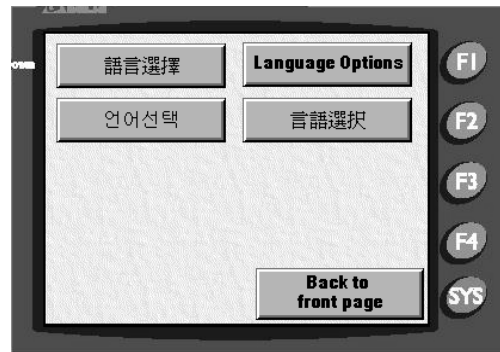 語言選擇
Language Options
언어선택
言語選択
Back to
front page
F1
F2
F3
F4
SYS